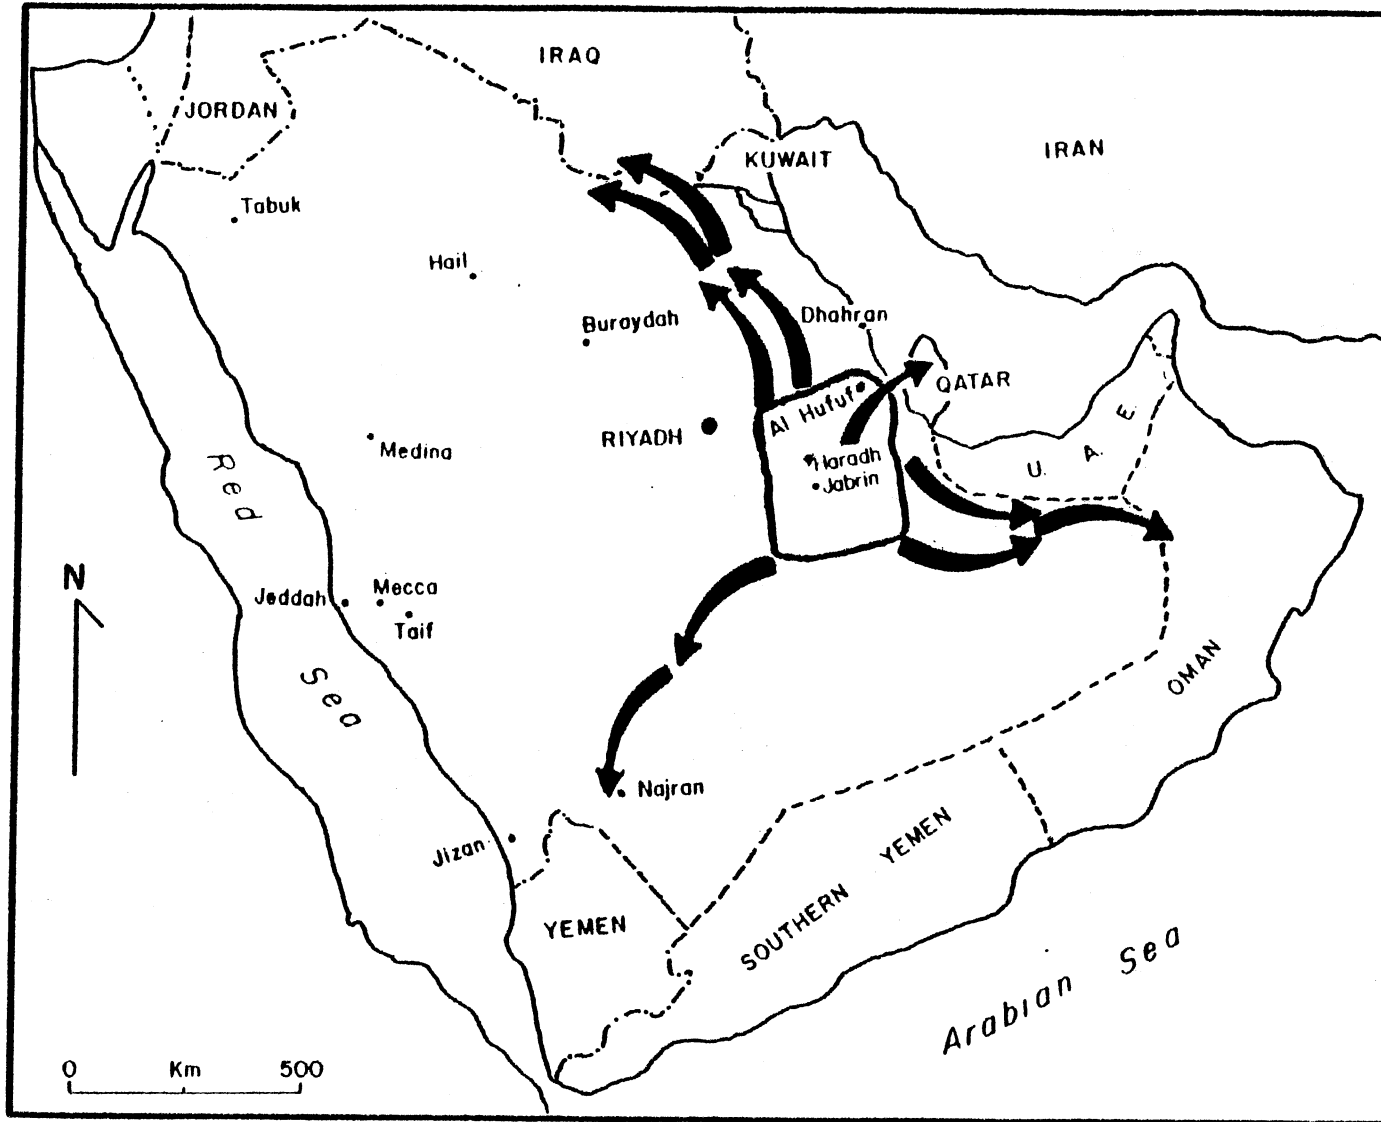 IRAQ
JORDAN
KUWAIT
IRAN
Tabuk
Hail
Buraydah
Dhahran
QATAR
Al Hufuf
RIYADH
Medina
Haradh
Jabrin
U. A. E.
Red Sea
N
Jeddah
Mecca
Taif
OMAN
Najran
Jizan
YEMEN
SOUTHERN YEMEN
Arabian Sea
0 Km 500